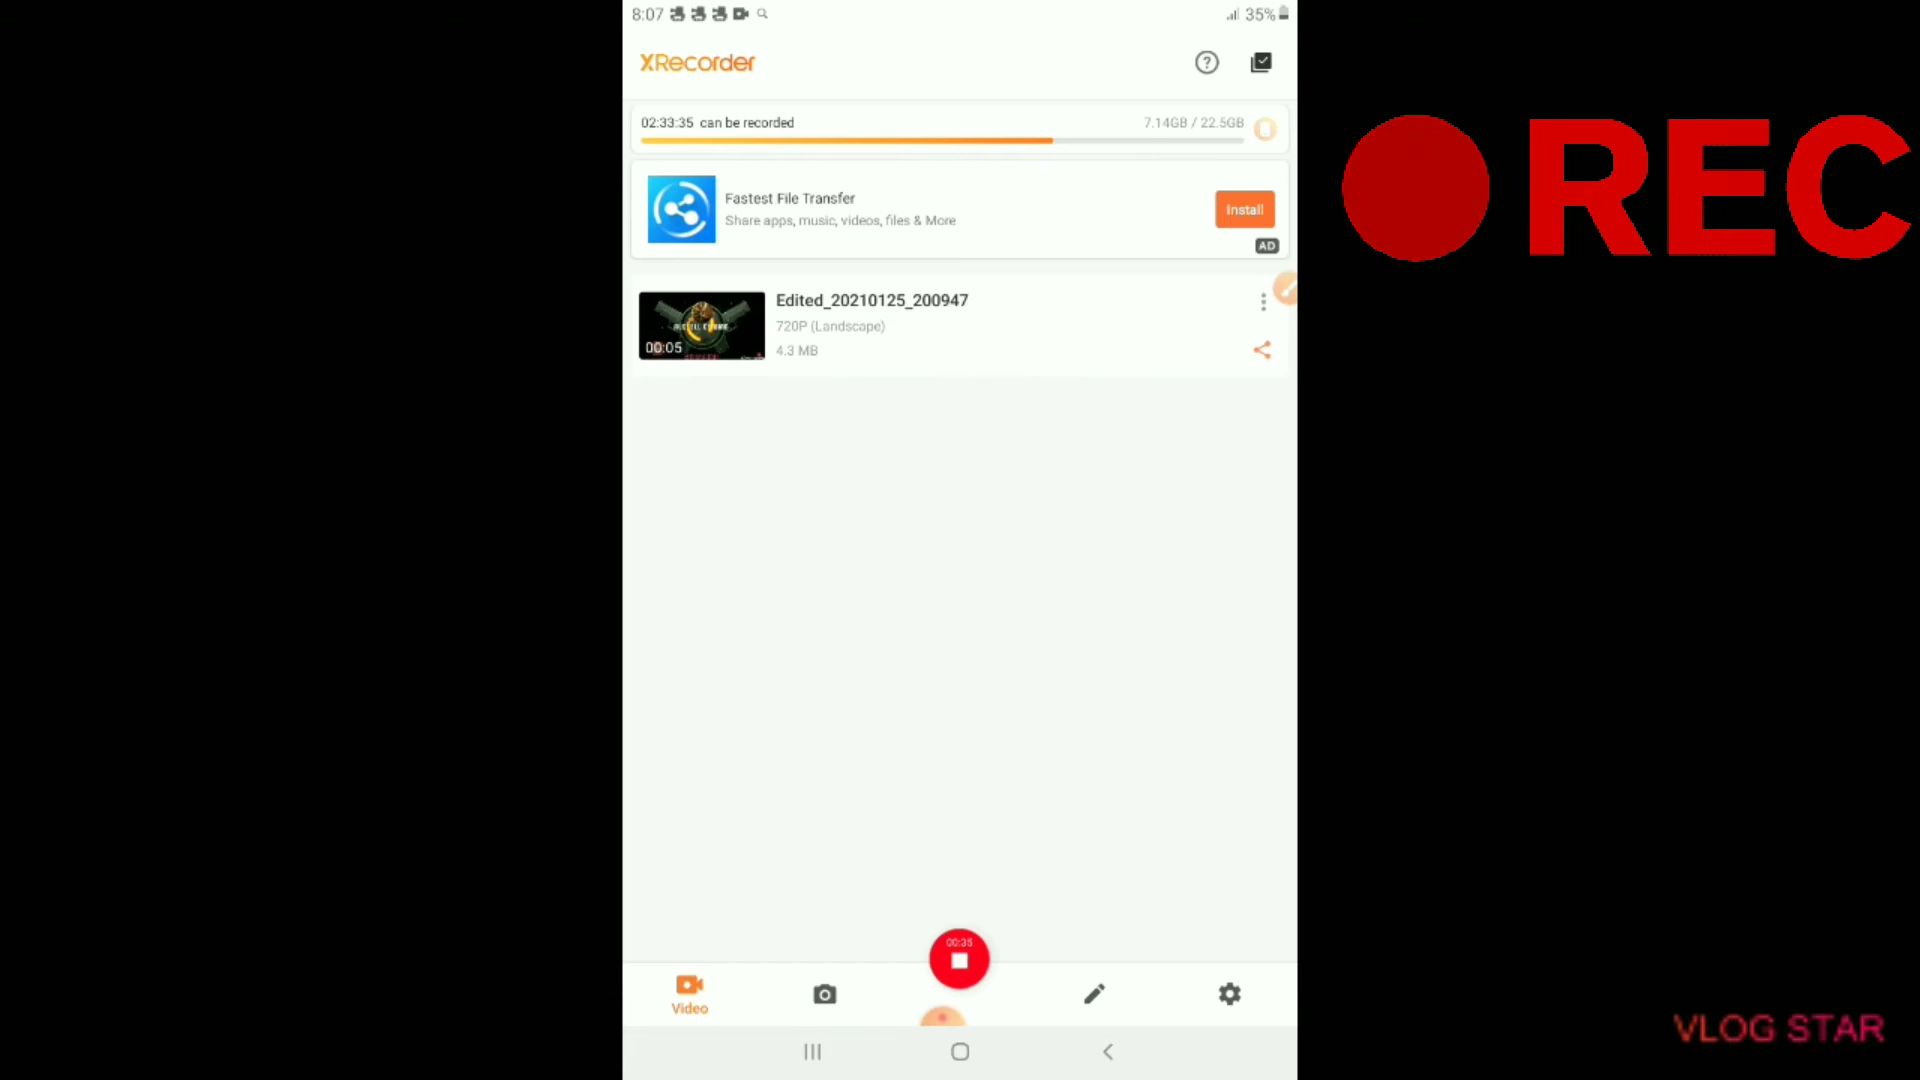 8:07
35%
XRecorder
REC
02:33:35 can be recorded
7.14GB / 22.5GB
Fastest File Transfer
Share apps, music, videos, files & More
Install
AD
Edited_20210125_200947
720P (Landscape)
4.3 MB
00:05
00:35
Video
VLOG STAR